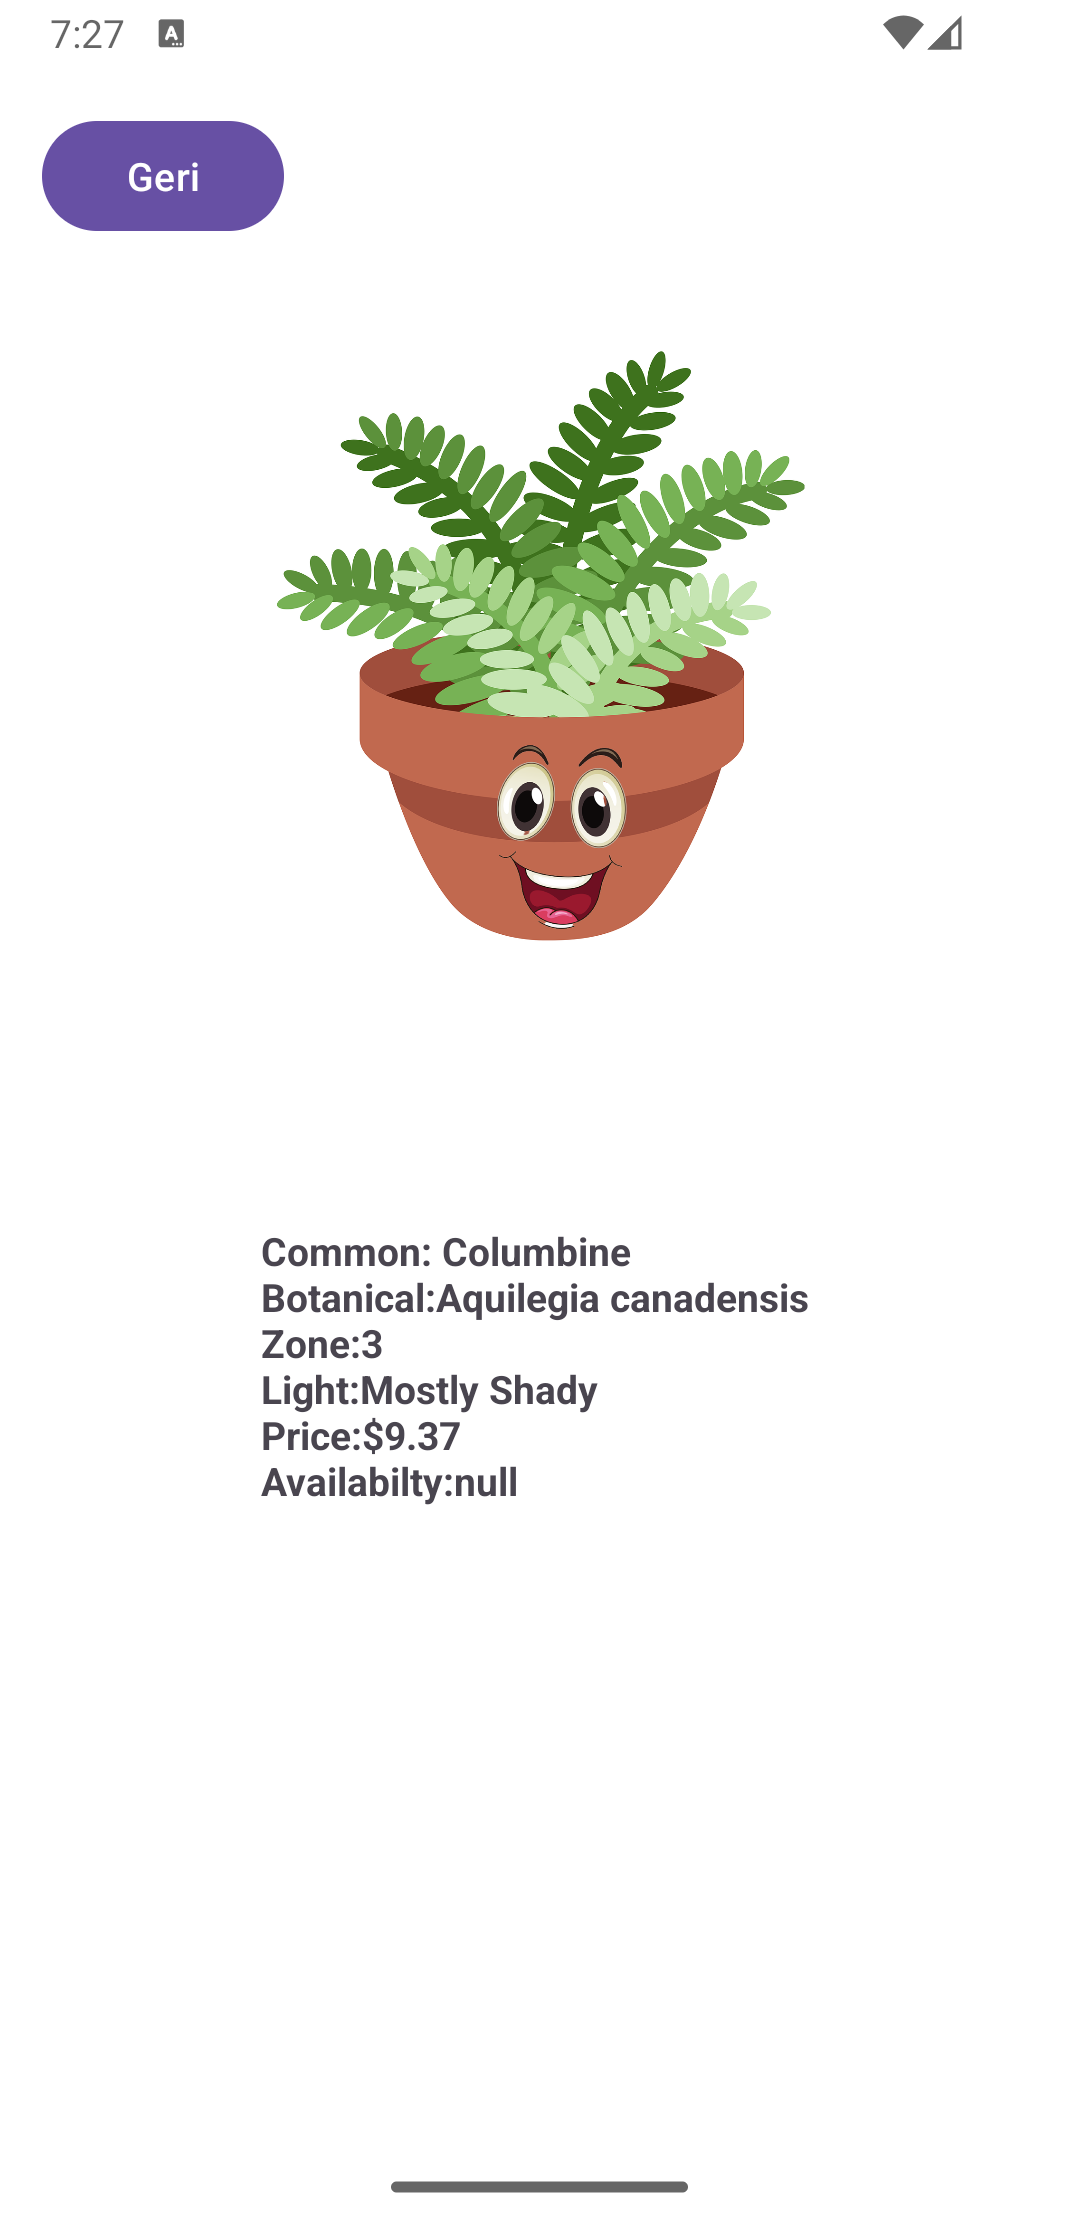 7:27
A
Geri
Common: Columbine
Botanical:Aquilegia canadensis
Zone:3
Light:Mostly Shady
Price:$9.37
Availabilty:null